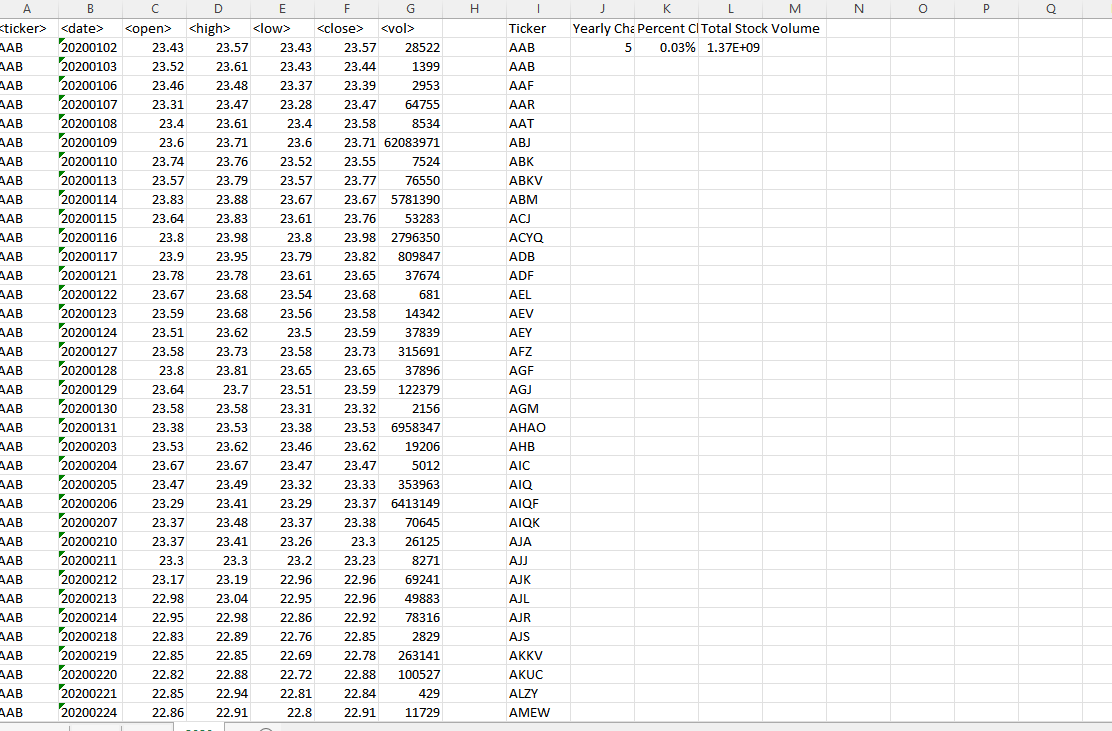 A B C D E F G H I J K L M N O P Q
<ticker> <date> <open> <high> <low> <close> <vol> Ticker Yearly Cha Percent Cl Total Stock Volume
AAB 20200102 23.43 23.57 23.43 23.57 28522 AAB 5 0.03% 1.37E+09
AAB 20200103 23.52 23.61 23.43 23.44 1399 AAB
AAB 20200106 23.46 23.48 23.37 23.39 2953 AAF
AAB 20200107 23.31 23.47 23.28 23.47 64755 AAR
AAB 20200108 23.4 23.61 23.4 23.58 8534 AAT
AAB 20200109 23.6 23.71 23.6 23.71 62083971 ABJ
AAB 20200110 23.74 23.76 23.52 23.55 7524 ABK
AAB 20200113 23.57 23.79 23.57 23.77 76550 ABKV
AAB 20200114 23.83 23.88 23.67 23.67 5781390 ABM
AAB 20200115 23.64 23.83 23.61 23.76 53283 ACJ
AAB 20200116 23.8 23.98 23.8 23.98 2796350 ACYQ
AAB 20200117 23.9 23.95 23.79 23.82 809847 ADB
AAB 20200121 23.78 23.78 23.61 23.65 37674 ADF
AAB 20200122 23.67 23.68 23.54 23.68 681 AEL
AAB 20200123 23.59 23.68 23.56 23.58 14342 AEV
AAB 20200124 23.51 23.62 23.5 23.59 37839 AEY
AAB 20200127 23.58 23.73 23.58 23.73 315691 AFZ
AAB 20200128 23.8 23.81 23.65 23.65 37896 AGF
AAB 20200129 23.64 23.7 23.51 23.59 122379 AGJ
AAB 20200130 23.58 23.58 23.31 23.32 2156 AGM
AAB 20200131 23.38 23.53 23.38 23.53 6958347 AHAO
AAB 20200203 23.53 23.62 23.46 23.62 19206 AHB
AAB 20200204 23.67 23.67 23.47 23.47 5012 AIC
AAB 20200205 23.47 23.49 23.32 23.33 353963 AIQ
AAB 20200206 23.29 23.41 23.29 23.37 6413149 AIQF
AAB 20200207 23.37 23.48 23.37 23.38 70645 AIQK
AAB 20200210 23.37 23.41 23.26 23.3 26125 AJA
AAB 20200211 23.3 23.3 23.2 23.23 8271 AJJ
AAB 20200212 23.17 23.19 22.96 22.96 69241 AJK
AAB 20200213 22.98 23.04 22.95 22.96 49883 AJL
AAB 20200214 22.95 22.98 22.86 22.92 78316 AJR
AAB 20200218 22.83 22.89 22.76 22.85 2829 AJS
AAB 20200219 22.85 22.85 22.69 22.78 263141 AKKV
AAB 20200220 22.82 22.88 22.72 22.88 100527 AKUC
AAB 20200221 22.85 22.94 22.81 22.84 429 ALZY
AAB 20200224 22.86 22.91 22.8 22.91 11729 AMEW